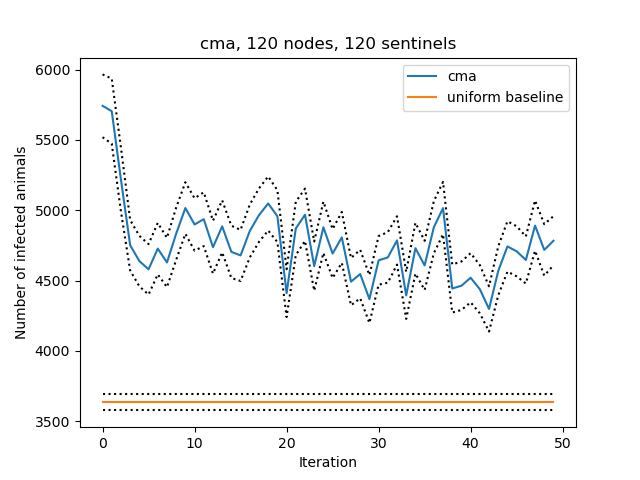 cma, 120 nodes, 120 sentinels
cma
uniform baseline
Number of infected animals
6000
5500
5000
4500
4000
3500
0 10 20 30 40 50
Iteration